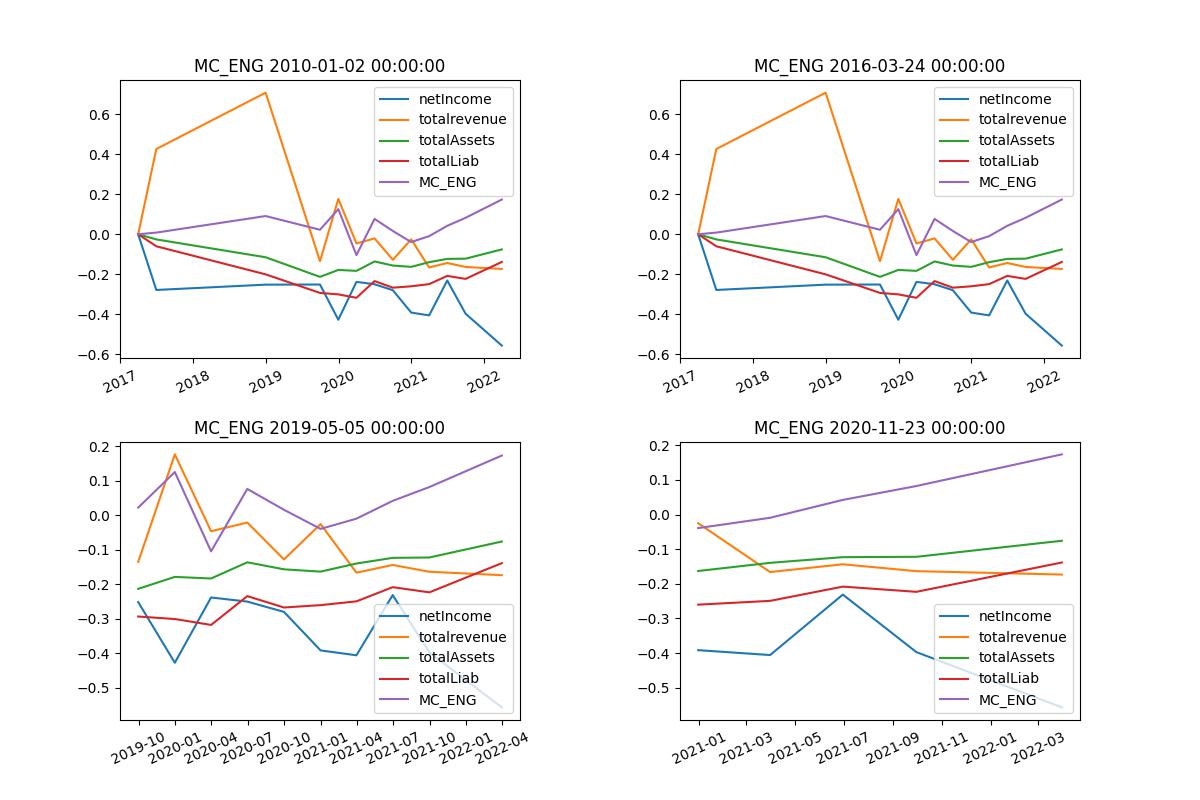 MC_ENG 2010-01-02 00:00:00
0.6
0.4
0.2
0.0
−0.2
−0.4
−0.6
2017 2018 2019 2020 2021 2022
netIncome
totalrevenue
totalAssets
totalLiab
MC_ENG
MC_ENG 2016-03-24 00:00:00
0.6
0.4
0.2
0.0
−0.2
−0.4
−0.6
2017 2018 2019 2020 2021 2022
netIncome
totalrevenue
totalAssets
totalLiab
MC_ENG
MC_ENG 2019-05-05 00:00:00
0.2
0.1
0.0
−0.1
−0.2
−0.3
−0.4
−0.5
2019-10 2020-01 2020-04 2020-07 2020-10 2021-01 2021-04 2021-07 2021-10 2022-01 2022-04
netIncome
totalrevenue
totalAssets
totalLiab
MC_ENG
MC_ENG 2020-11-23 00:00:00
0.2
0.1
0.0
−0.1
−0.2
−0.3
−0.4
−0.5
2021-01 2021-03 2021-05 2021-07 2021-09 2021-11 2022-01 2022-03
netIncome
totalrevenue
totalAssets
totalLiab
MC_ENG